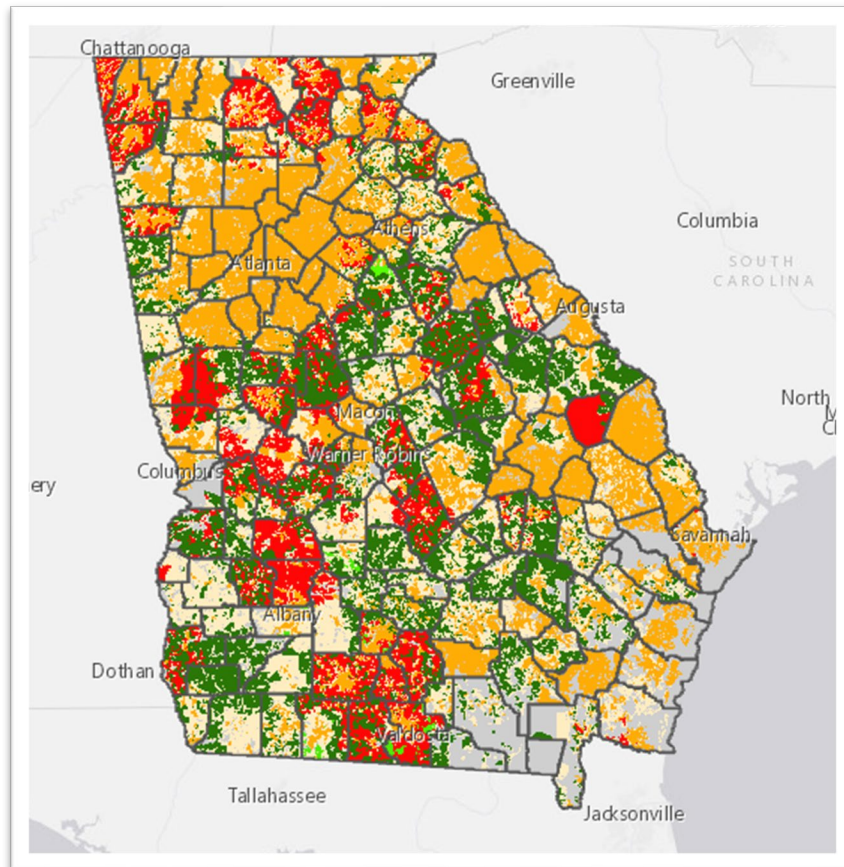 Chattanooga
Greenville
Athens
Columbia
Atlanta
SOUTH
CAROLINA
Augusta
North
Macon
Warner Robins
Columbus
ery
Savannah
Albany
Dothan
Valdosta
Tallahassee
Jacksonville